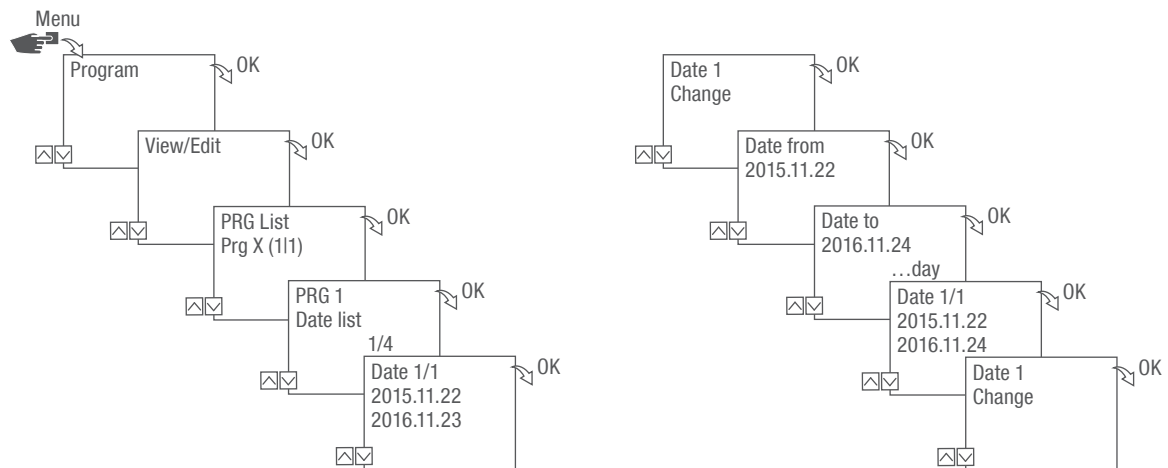 Menu
Program
OK
View/Edit
OK
PRG List
Prg X (1|1)
OK
PRG 1
Date list
OK
1/4
Date 1/1
2015.11.22
2016.11.23
OK
Date 1
Change
OK
Date from
2015.11.22
OK
Date to
2016.11.24
OK
…day
Date 1/1
2015.11.22
2016.11.24
OK
Date 1
Change
OK